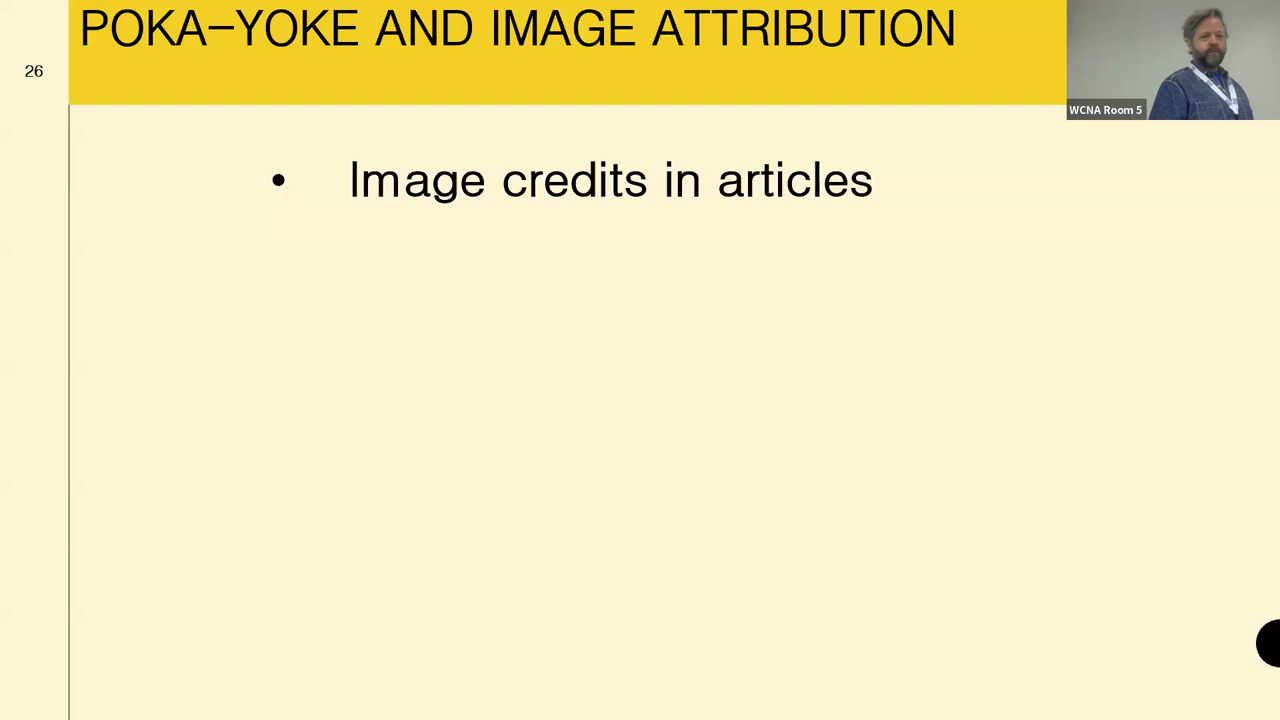 POKA-YOKE AND IMAGE ATTRIBUTION
26
WCNA Room 5
• Image credits in articles